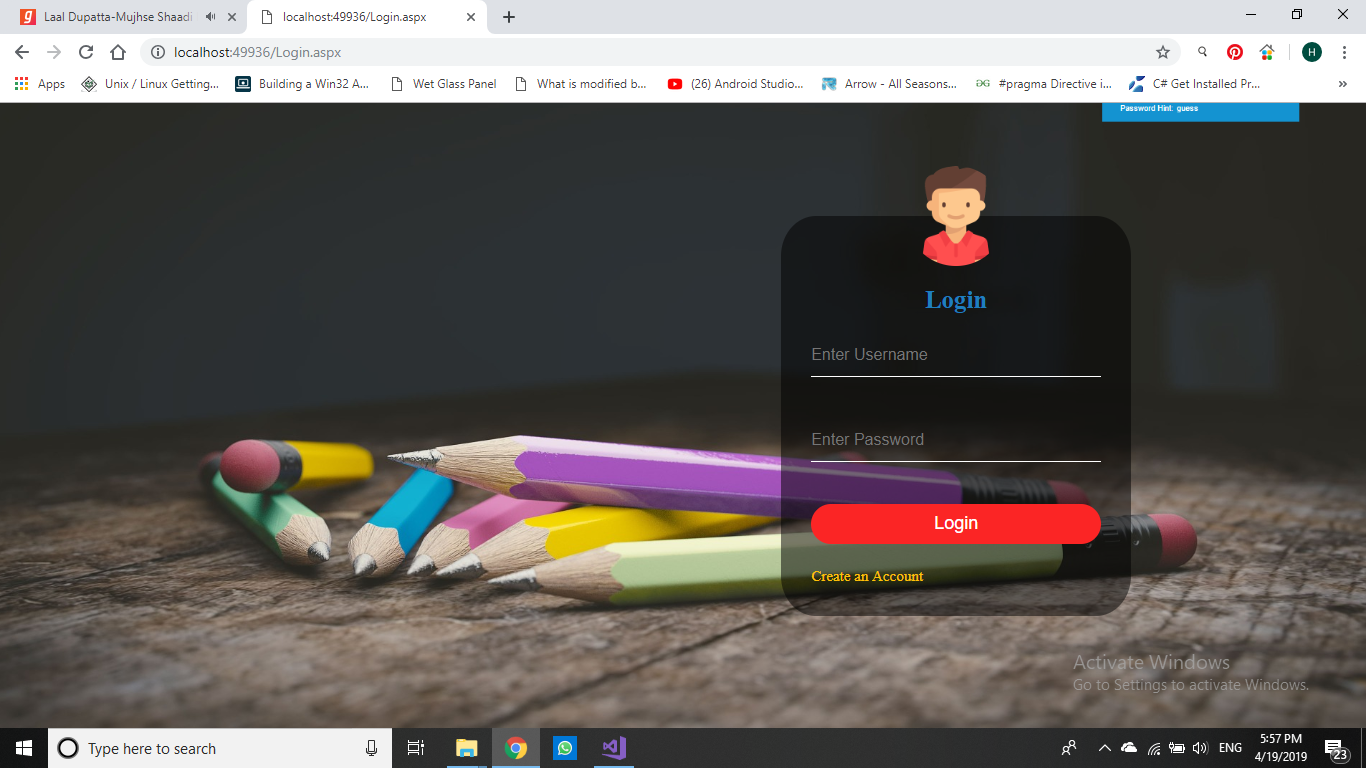 Laal Dupatta-Mujhse Shaadi
localhost:49936/Login.aspx
localhost:49936/Login.aspx
H
Apps
Unix / Linux Getting...
Building a Win32 A...
Wet Glass Panel
What is modified b...
(26) Android Studio...
Arrow - All Seasons...
#pragma Directive i...
C# Get Installed Pr...
»
Password Hint: guess
Login
Enter Username
Enter Password
Login
Create an Account
Activate Windows
Go to Settings to activate Windows.
Type here to search
ENG
5:57 PM
4/19/2019
23